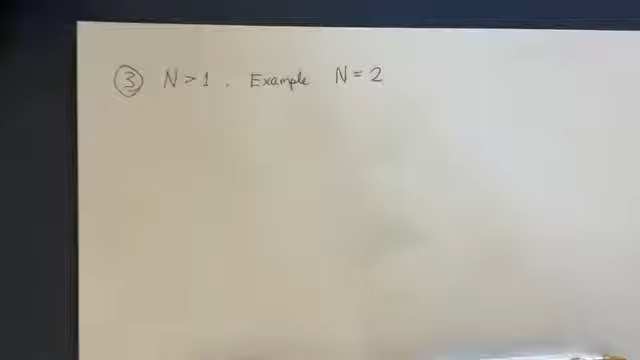 ③ N > 1 . Example N = 2